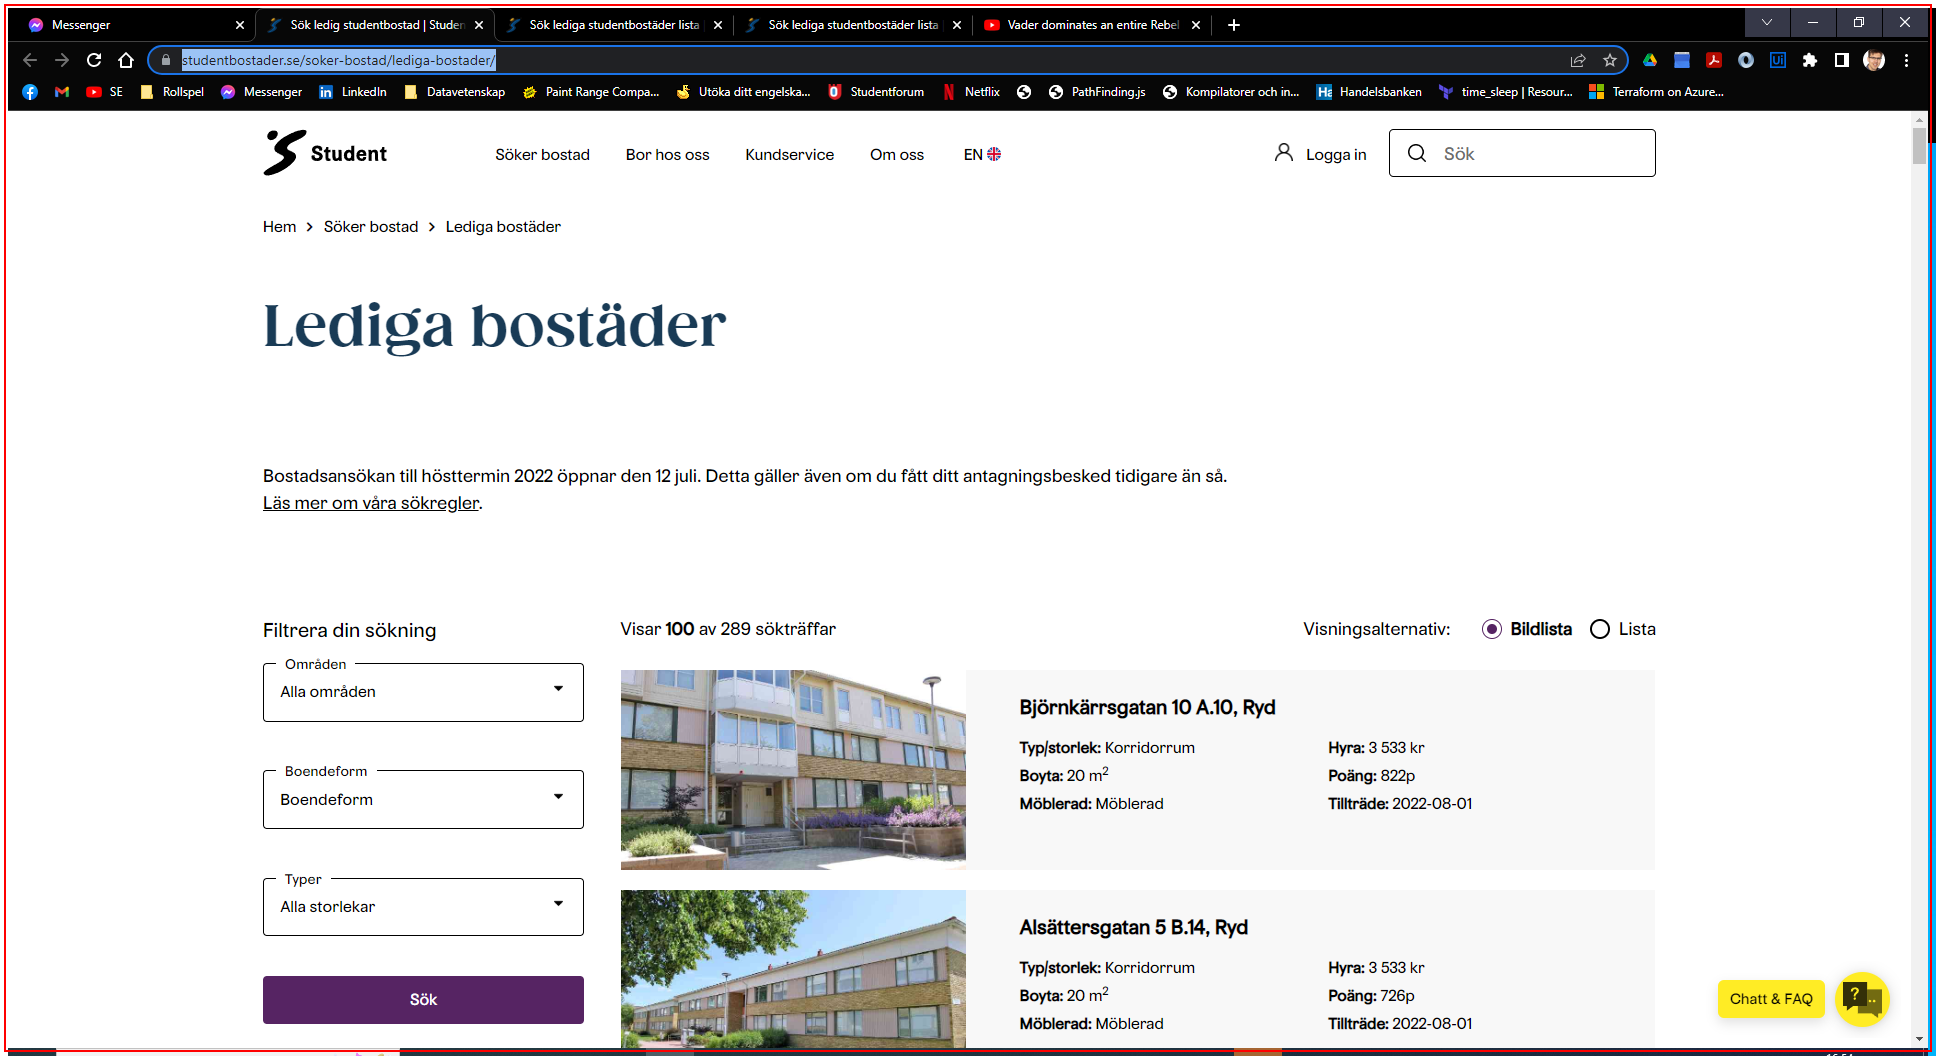 Messenger
Sök ledig studentbostad | Studen
Sök lediga studentbostäder lista
Sök lediga studentbostäder lista
Vader dominates an entire Rebel
studentbostader.se/soker-bostad/lediga-bostader/
SE
Rollspel
Messenger
LinkedIn
Datavetenskap
Paint Range Compa...
Utöka ditt engelska...
Studentforum
Netflix
PathFinding.js
Kompilatorer och in...
Handelsbanken
time_sleep | Resour...
Terraform on Azure...
Student
Söker bostad
Bor hos oss
Kundservice
Om oss
EN
Logga in
Sök
Hem > Söker bostad > Lediga bostäder
Lediga bostäder
Bostadsansökan till hösttermin 2022 öppnar den 12 juli. Detta gäller även om du fått ditt antagningsbesked tidigare än så.
Läs mer om våra sökregler.
Filtrera din sökning
Områden
Alla områden
Boendeform
Boendeform
Typer
Alla storlekar
Sök
Visar 100 av 289 sökträffar
Visningsalternativ:
Bildlista
Lista
Björnkärrsgatan 10 A.10, Ryd
Typ/storlek: Korridorrum
Hyra: 3 533 kr
Boyta: 20 m²
Poäng: 822p
Möblerad: Möblerad
Tillträde: 2022-08-01
Alsättersgatan 5 B.14, Ryd
Typ/storlek: Korridorrum
Hyra: 3 533 kr
Boyta: 20 m²
Poäng: 726p
Möblerad: Möblerad
Tillträde: 2022-08-01
Chatt & FAQ